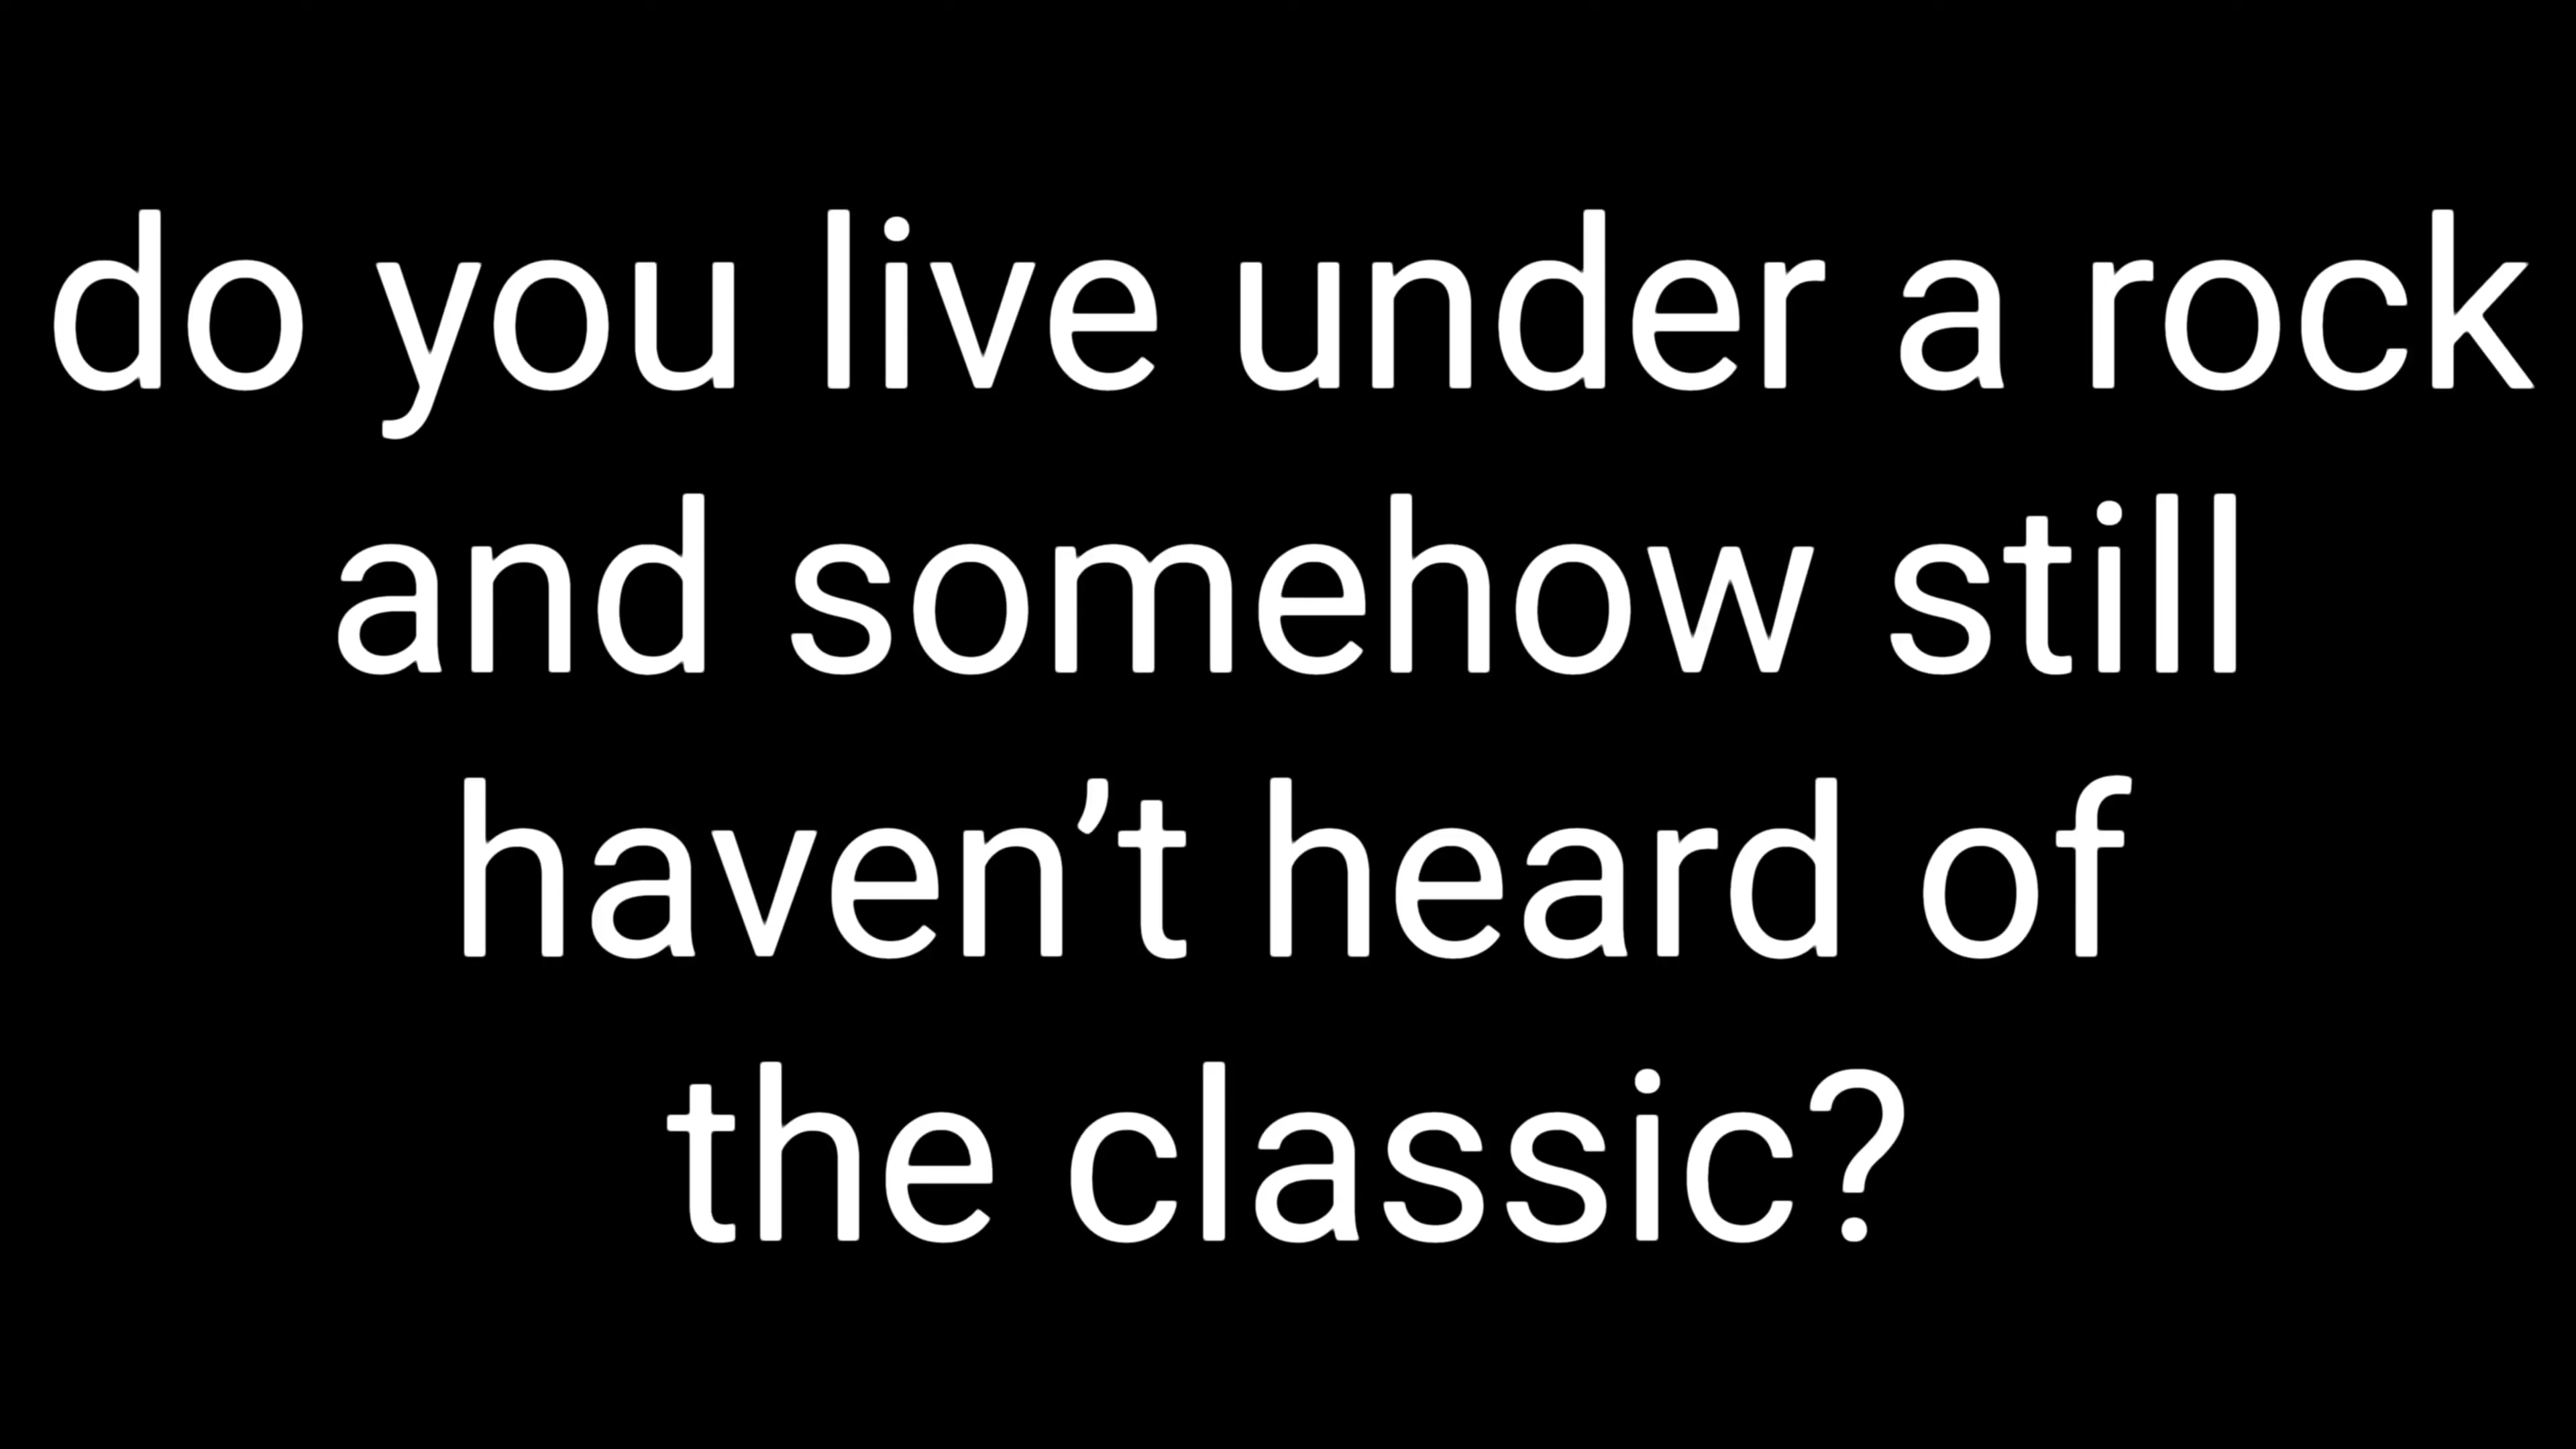 do you live under a rock
and somehow still
haven’t heard of
the classic?